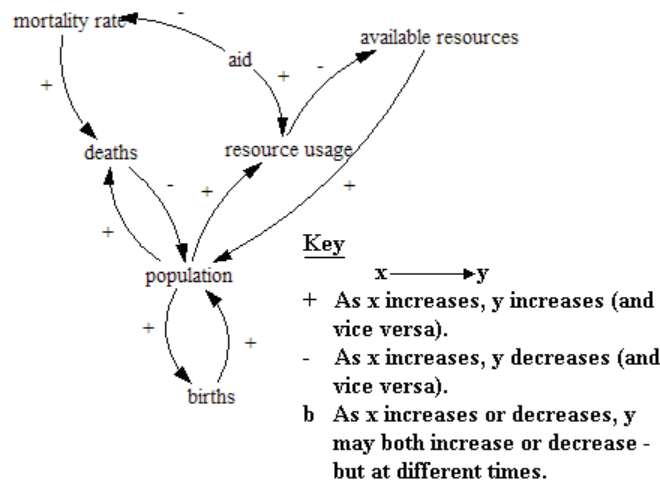 mortality rate
-
available resources
aid
+
-
+
deaths
resource usage
-
+
+
+
population
+
+
births
Key
x y
+ As x increases, y increases (and
vice versa).
- As x increases, y decreases (and
vice versa).
b As x increases or decreases, y
may both increase or decrease -
but at different times.